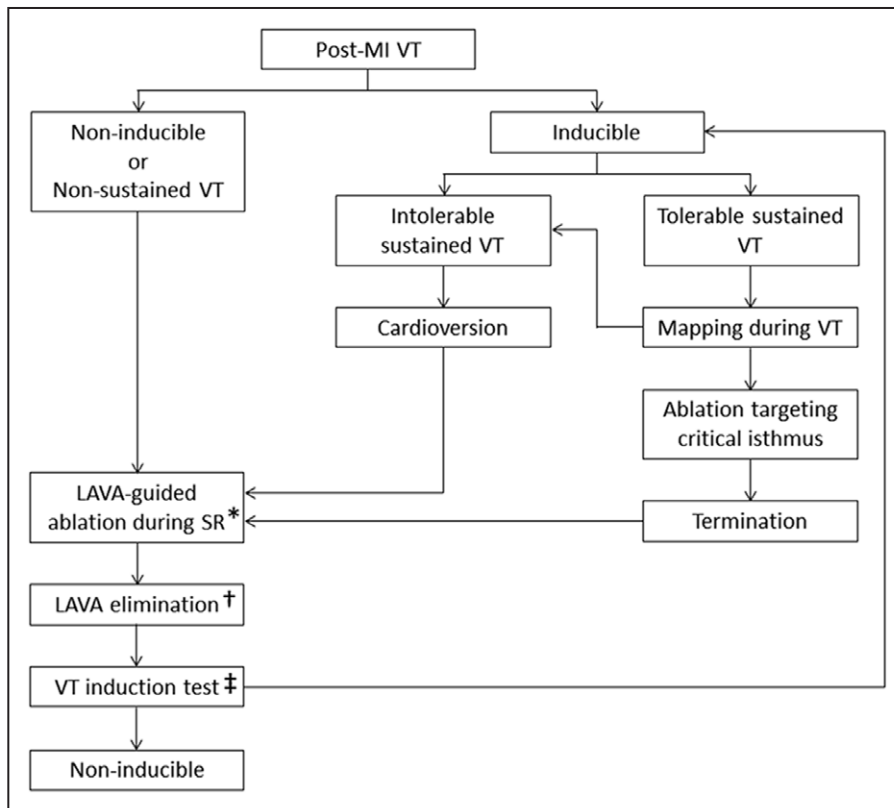 Post-MI VT
Non-inducible
or
Non-sustained VT
Inducible
Intolerable
sustained VT
Tolerable sustained
VT
Cardioversion
Mapping during VT
Ablation targeting
critical isthmus
LAVA-guided
ablation during SR*
Termination
LAVA elimination†
VT induction test‡
Non-inducible